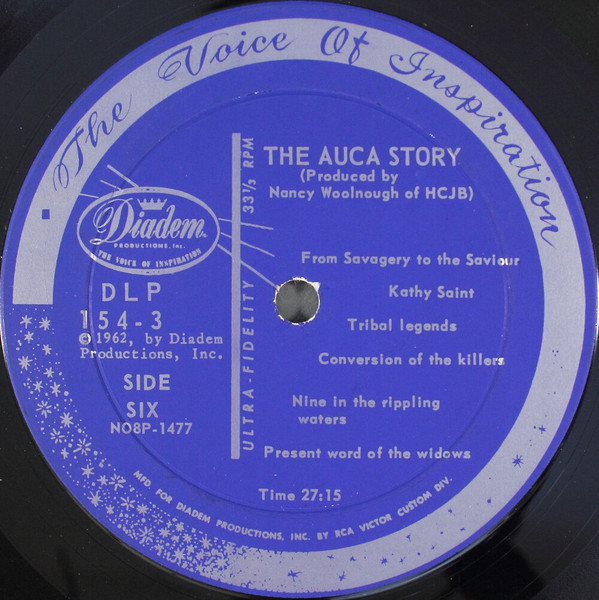 The Voice Of Inspiration
THE AUCA STORY
(Produced by
Nancy Woolnough of HCJB)
ULTRA-FIDELITY 33 1/3 RPM
Diadem
PRODUCTIONS, Inc.
THE VOICE OF INSPIRATION
DLP
154-3
©1962, by Diadem
Productions, Inc.
SIDE
SIX
NO8P-1477
From Savagery to the Saviour
Kathy Saint
Tribal legends
Conversion of the killers
Nine in the rippling
waters
Present word of the widows
Time 27:15
MFD. FOR DIADEM PRODUCTIONS, INC. BY RCA VICTOR CUSTOM DIV.